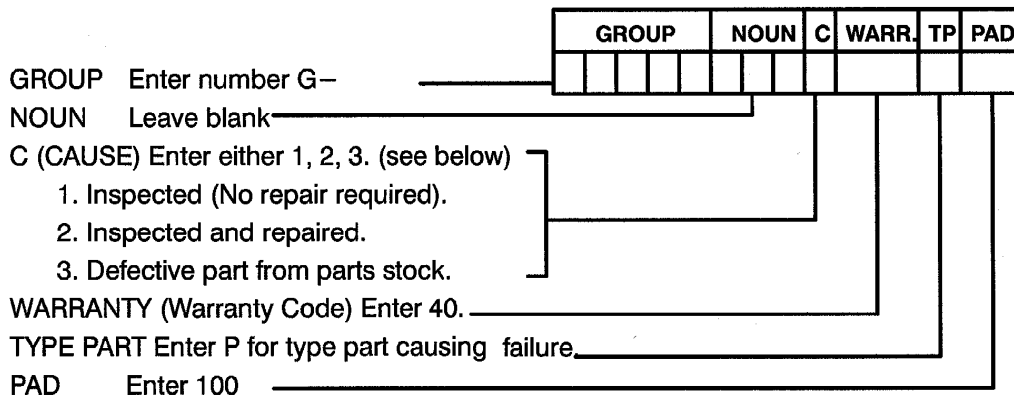 GROUP NOUN C WARR. TP PAD
GROUP Enter number G–
NOUN Leave blank
C (CAUSE) Enter either 1, 2, 3. (see below)
1. Inspected (No repair required).
2. Inspected and repaired.
3. Defective part from parts stock.
WARRANTY (Warranty Code) Enter 40.
TYPE PART Enter P for type part causing failure
PAD Enter 100